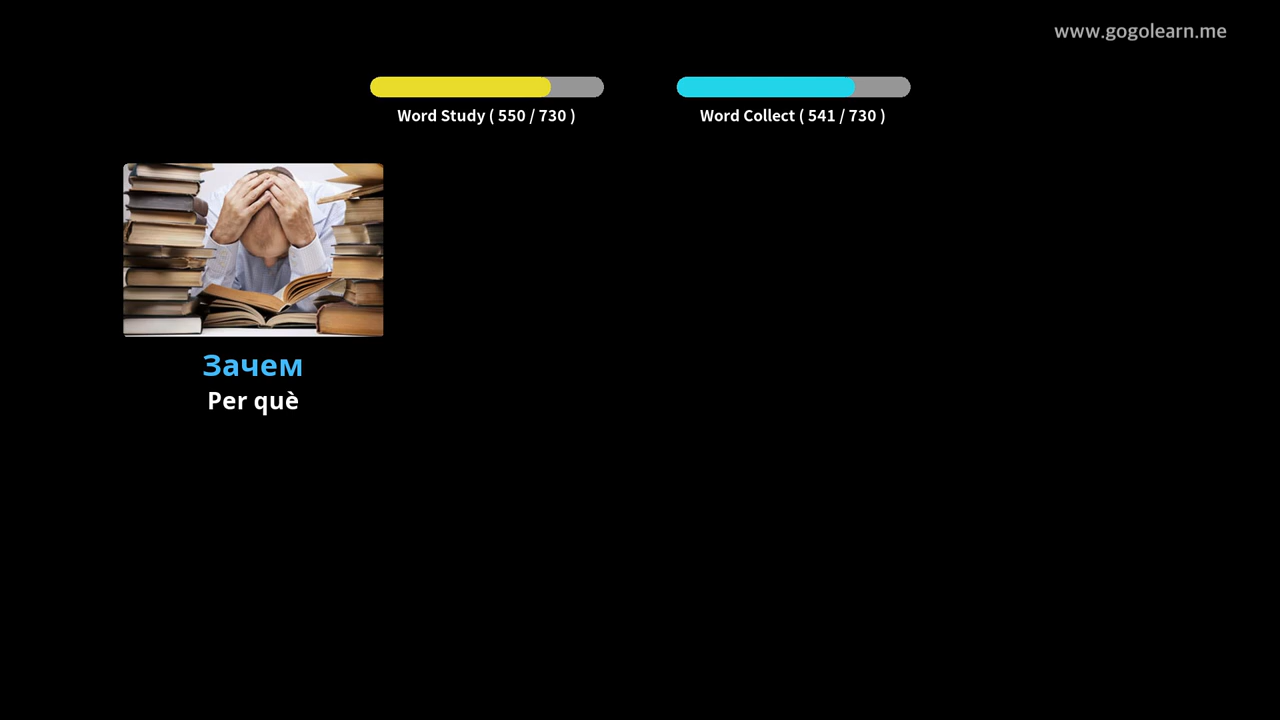 www.gogolearn.me
Word Study ( 550 / 730 )
Word Collect ( 541 / 730 )
Зачем
Per què